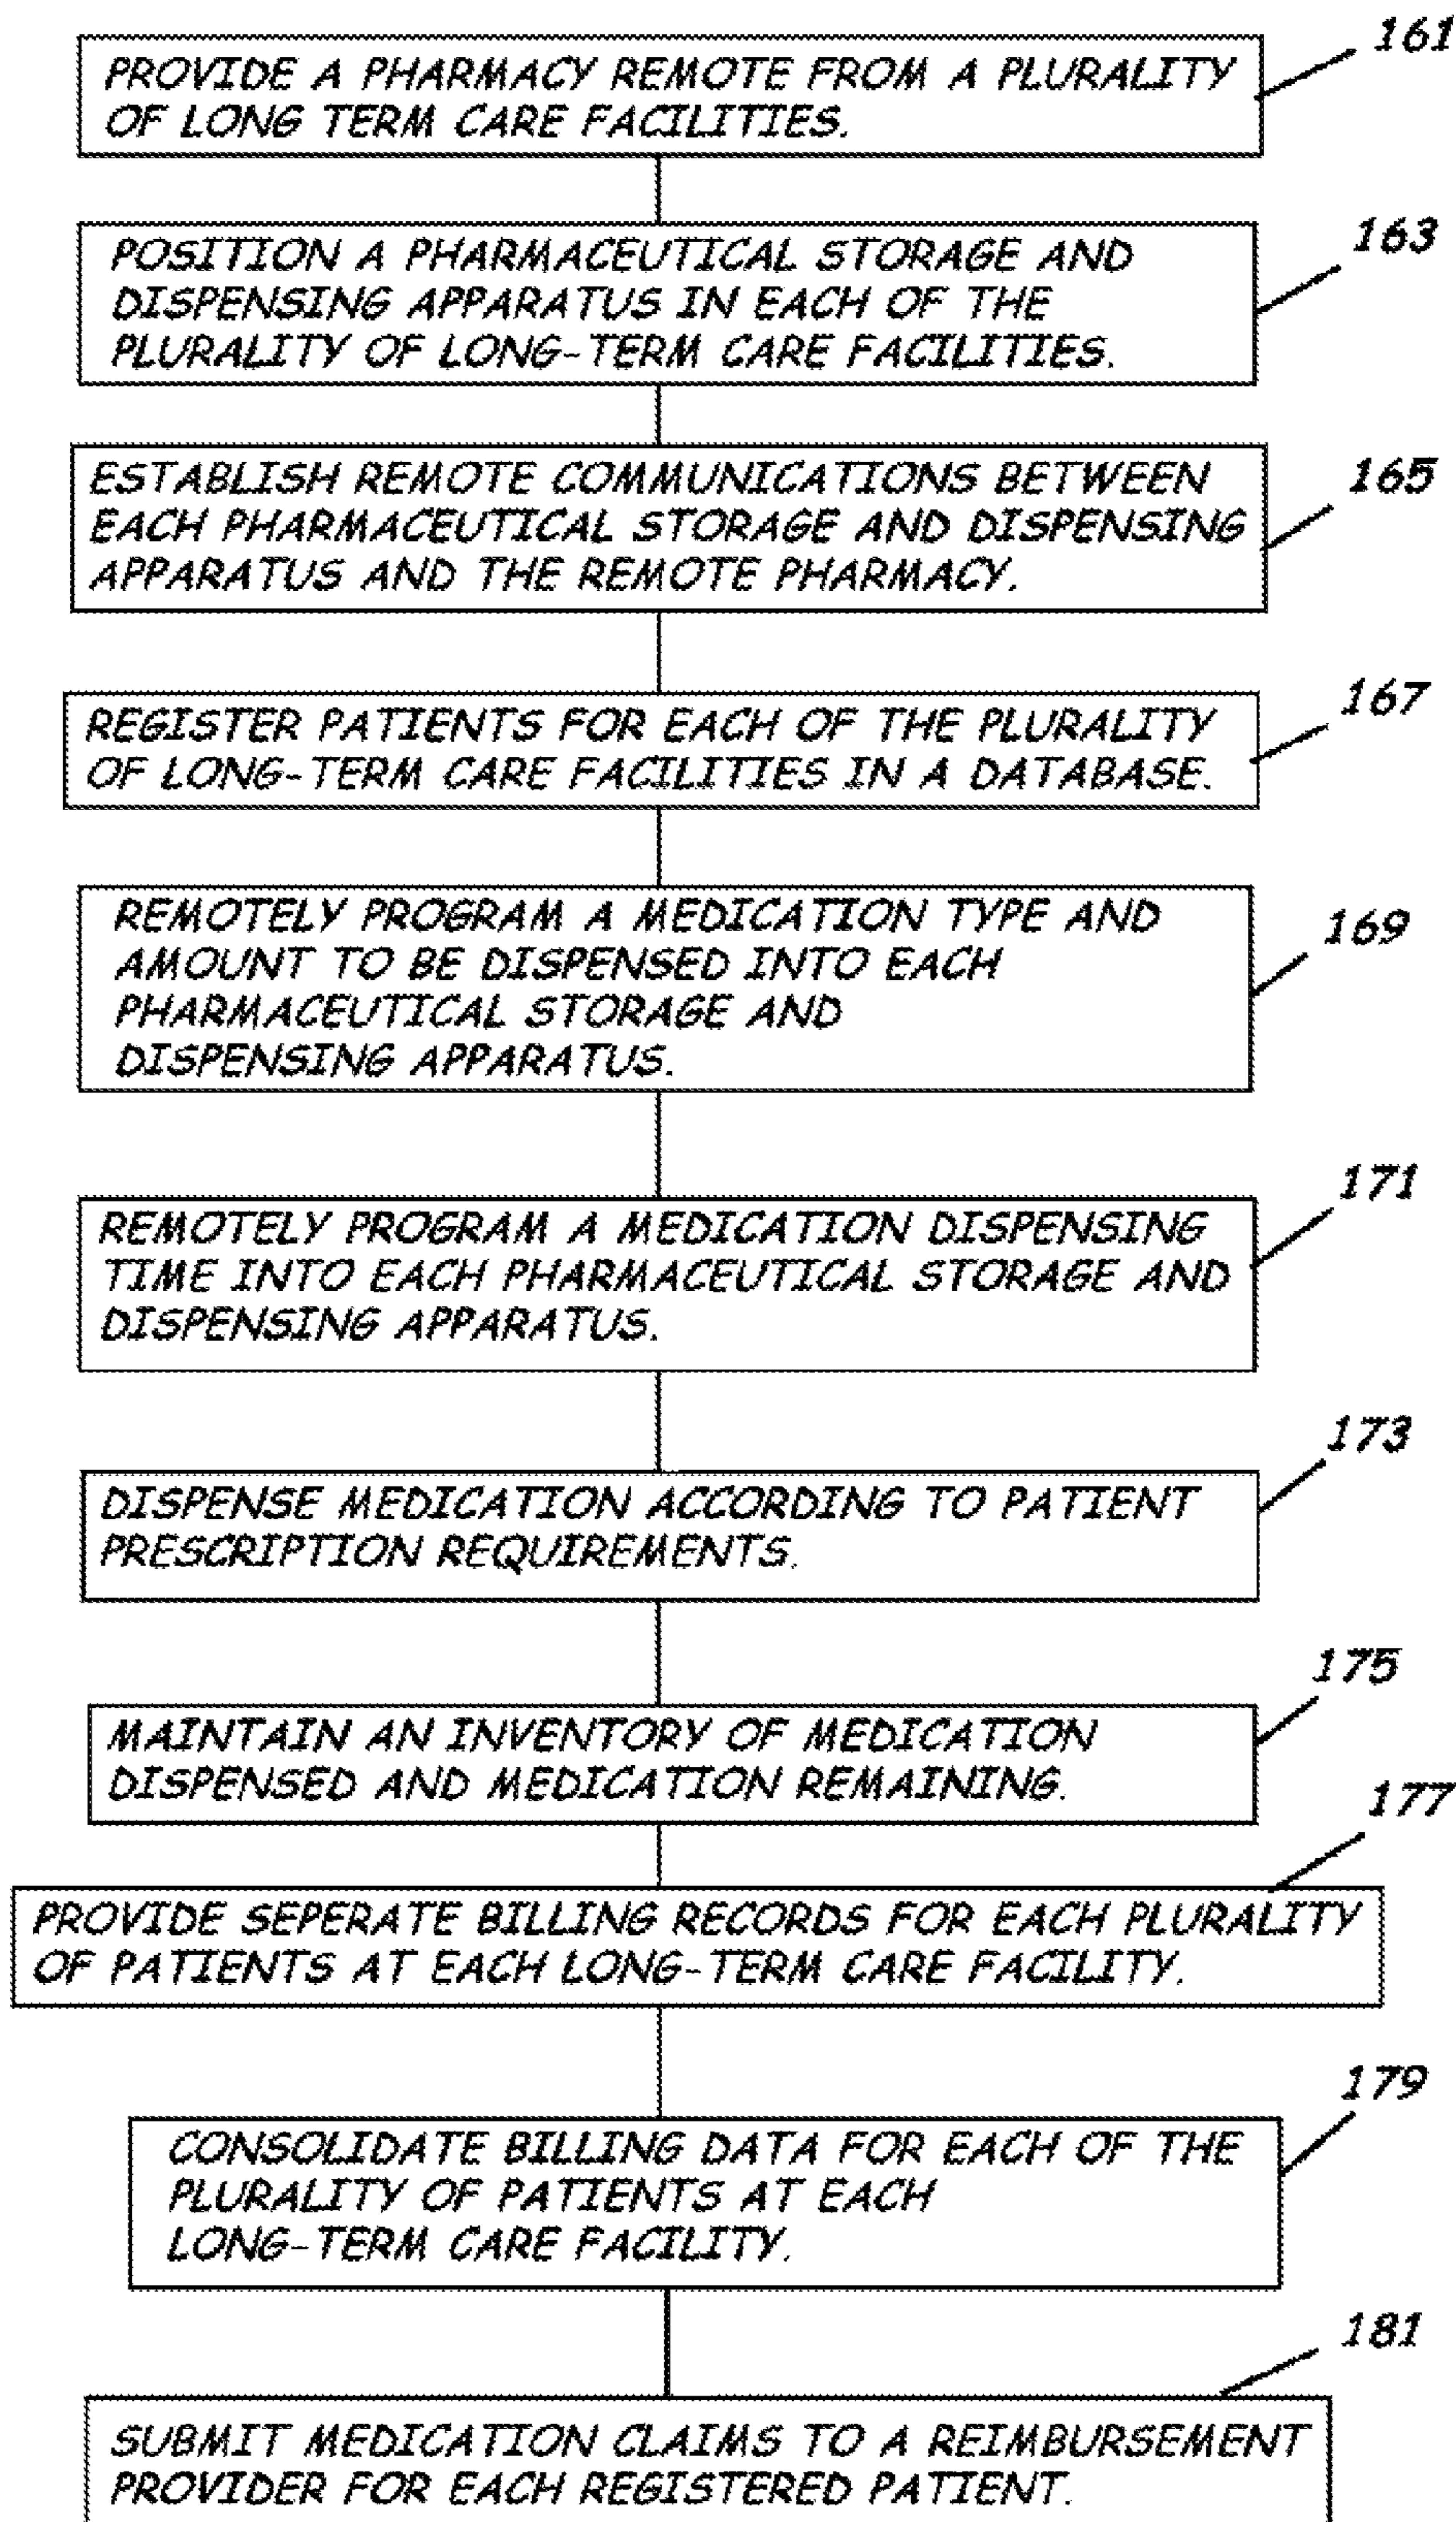 161
PROVIDE A PHARMACY REMOTE FROM A PLURALITY
OF LONG TERM CARE FACILITIES.
163
POSITION A PHARMACEUTICAL STORAGE AND
DISPENSING APPARATUS IN EACH OF THE
PLURALITY OF LONG-TERM CARE FACILITIES.
165
ESTABLISH REMOTE COMMUNICATIONS BETWEEN
EACH PHARMACEUTICAL STORAGE AND DISPENSING
APPARATUS AND THE REMOTE PHARMACY.
167
REGISTER PATIENTS FOR EACH OF THE PLURALITY
OF LONG-TERM CARE FACILITIES IN A DATABASE.
169
REMOTELY PROGRAM A MEDICATION TYPE AND
AMOUNT TO BE DISPENSED INTO EACH
PHARMACEUTICAL STORAGE AND
DISPENSING APPARATUS.
171
REMOTELY PROGRAM A MEDICATION DISPENSING
TIME INTO EACH PHARMACEUTICAL STORAGE AND
DISPENSING APPARATUS.
173
DISPENSE MEDICATION ACCORDING TO PATIENT
PRESCRIPTION REQUIREMENTS.
175
MAINTAIN AN INVENTORY OF MEDICATION
DISPENSED AND MEDICATION REMAINING.
177
PROVIDE SEPERATE BILLING RECORDS FOR EACH PLURALITY
OF PATIENTS AT EACH LONG-TERM CARE FACILITY.
179
CONSOLIDATE BILLING DATA FOR EACH OF THE
PLURALITY OF PATIENTS AT EACH
LONG-TERM CARE FACILITY.
181
SUBMIT MEDICATION CLAIMS TO A REIMBURSEMENT
PROVIDER FOR EACH REGISTERED PATIENT.